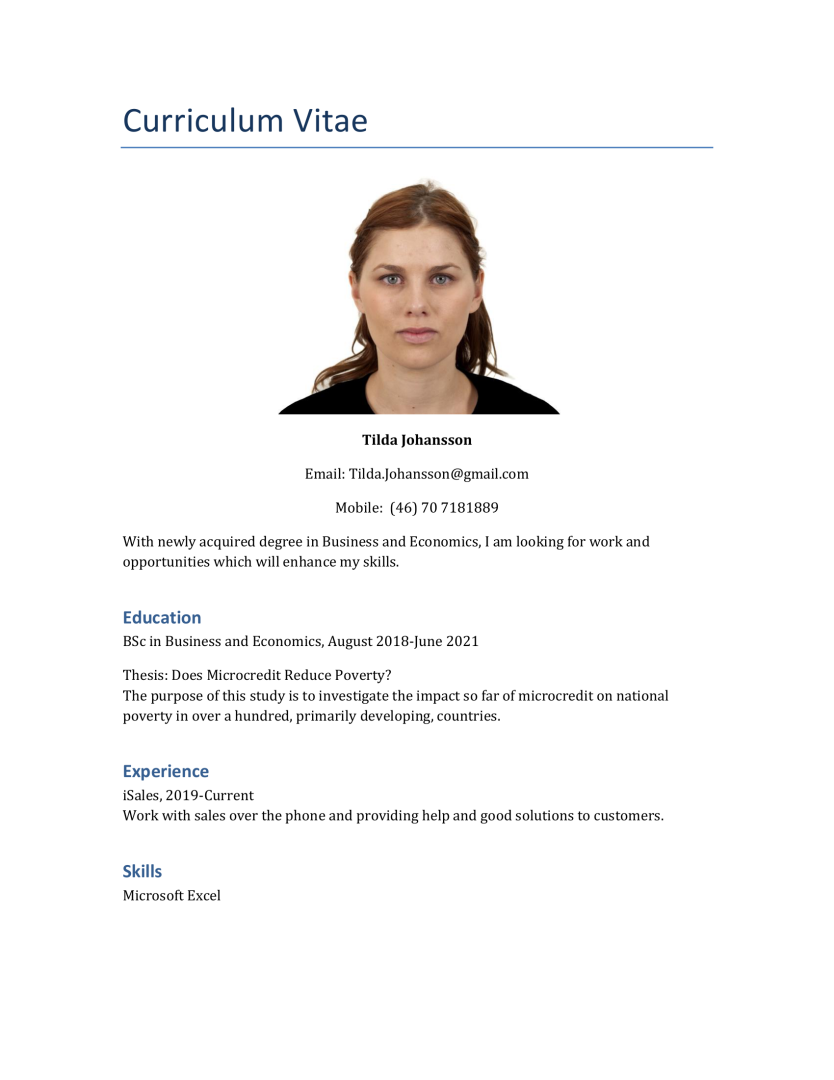 Curriculum Vitae
Tilda Johansson
Email: Tilda.Johansson@gmail.com
Mobile:  (46) 70 7181889
With newly acquired degree in Business and Economics, I am looking for work and
opportunities which will enhance my skills.
Education
BSc in Business and Economics, August 2018-June 2021
Thesis: Does Microcredit Reduce Poverty?
The purpose of this study is to investigate the impact so far of microcredit on national
poverty in over a hundred, primarily developing, countries.
Experience
iSales, 2019-Current
Work with sales over the phone and providing help and good solutions to customers.
Skills
Microsoft Excel